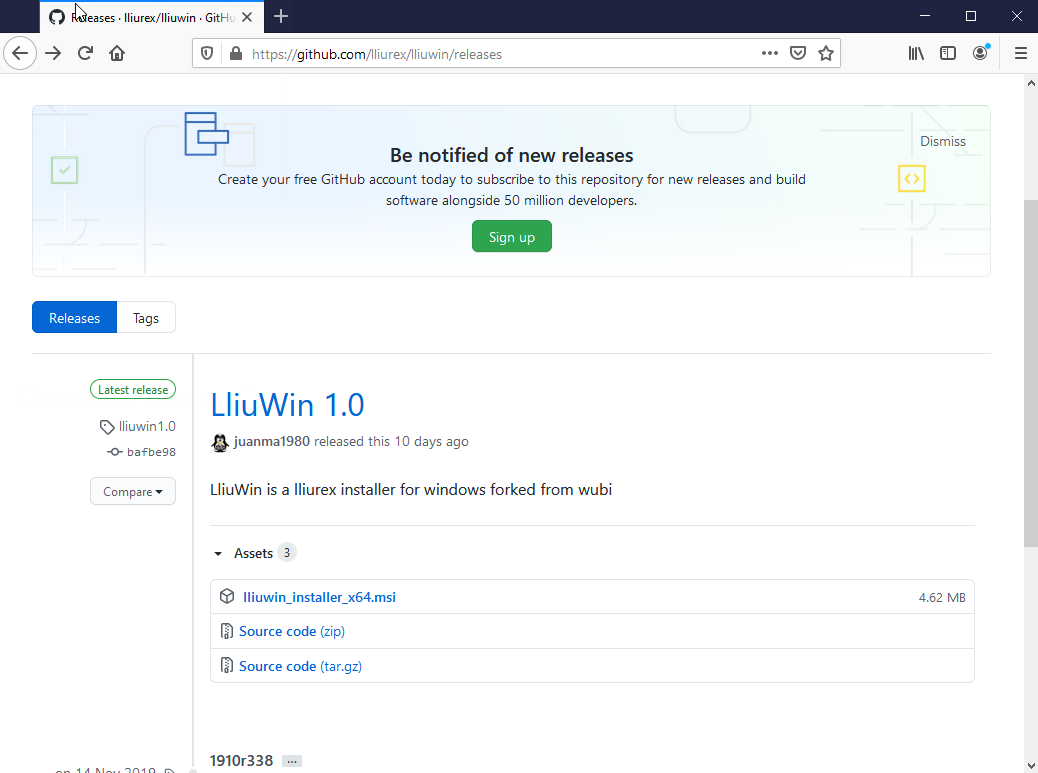 Releases · lliurex/lliuwin · GitHu
https://github.com/lliurex/lliuwin/releases
Dismiss
Be notified of new releases
Create your free GitHub account today to subscribe to this repository for new releases and build
software alongside 50 million developers.
Sign up
Releases
Tags
Latest release
lliuwin1.0
bafbe98
Compare
LliuWin 1.0
juanma1980 released this 10 days ago
LliuWin is a lliurex installer for windows forked from wubi
Assets 3
lliuwin_installer_x64.msi 4.62 MB
Source code (zip)
Source code (tar.gz)
on 14 Nov 2019
1910r338 ...